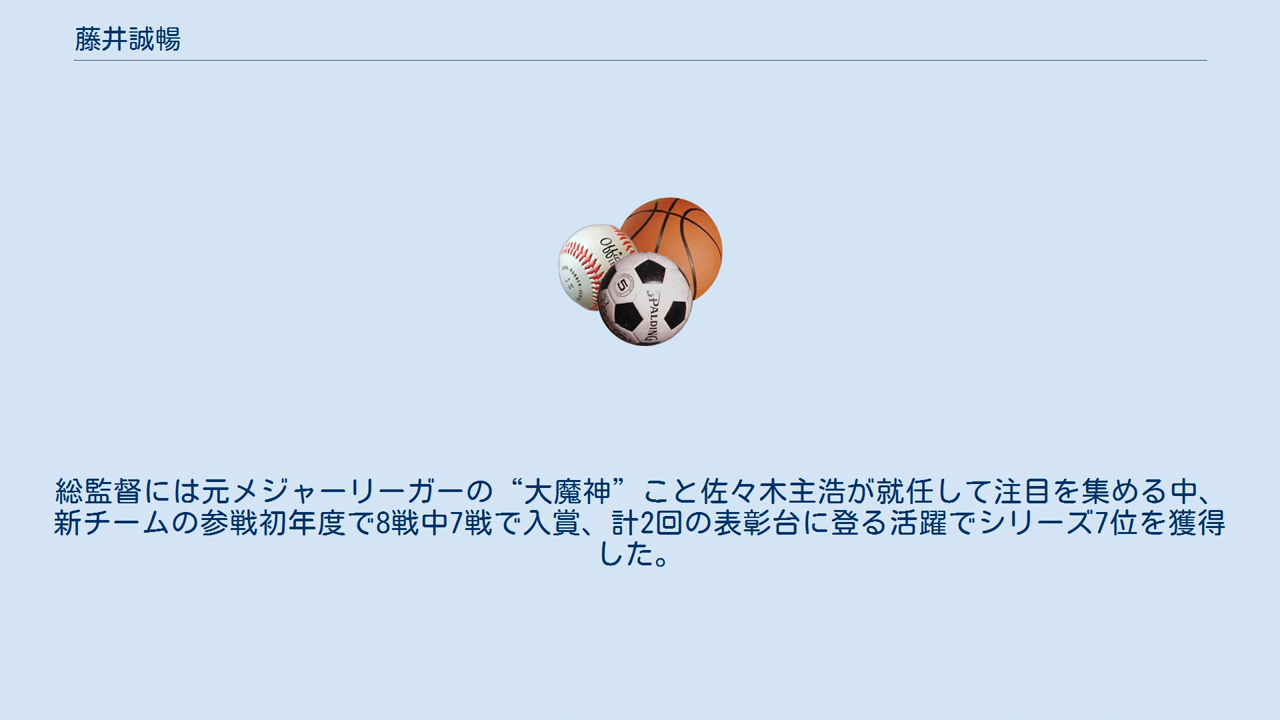 藤井誠暢
Offic
5
SPALDING
総監督には元メジャーリーガーの“大魔神”こと佐々木主浩が就任して注目を集める中、
新チームの参戦初年度で8戦中7戦で入賞、計2回の表彰台に登る活躍でシリーズ7位を獲得
した。